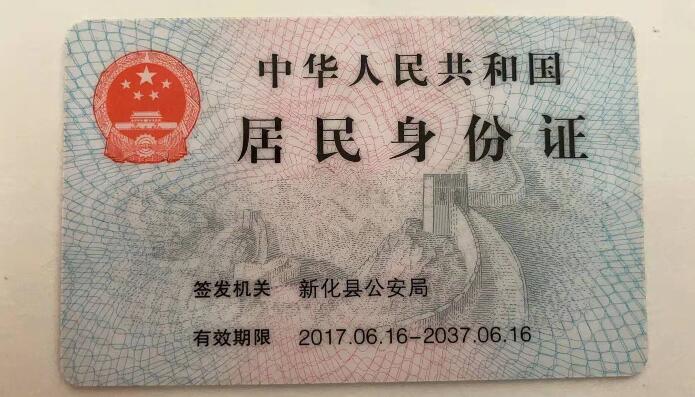 中华人民共和国
居民身份证
签发机关 新化县公安局
有效期限 2017.06.16-2037.06.16